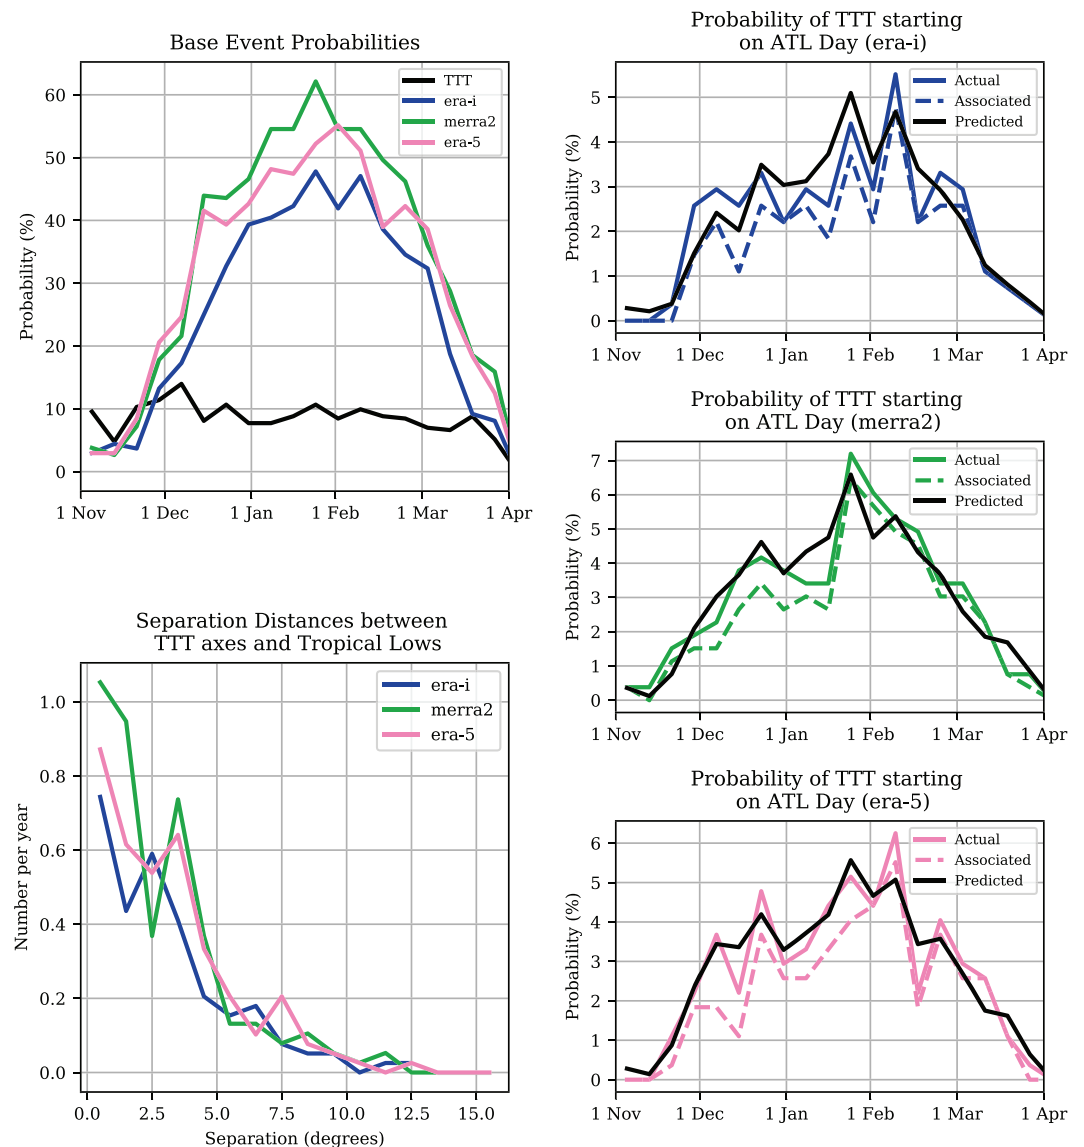 Base Event Probabilities
Probability (%)
60
50
40
30
20
10
0
1 Nov 1 Dec 1 Jan 1 Feb 1 Mar 1 Apr
TTT
era-i
merra2
era-5
Separation Distances between
TTT axes and Tropical Lows
Number per year
1.0
0.8
0.6
0.4
0.2
0.0
0.0 2.5 5.0 7.5 10.0 12.5 15.0
Separation (degrees)
era-i
merra2
era-5
Probability of TTT starting
on ATL Day (era-i)
Probability (%)
5
4
3
2
1
0
1 Nov 1 Dec 1 Jan 1 Feb 1 Mar 1 Apr
Actual
Associated
Predicted
Probability of TTT starting
on ATL Day (merra2)
Probability (%)
7
6
5
4
3
2
1
0
1 Nov 1 Dec 1 Jan 1 Feb 1 Mar 1 Apr
Actual
Associated
Predicted
Probability of TTT starting
on ATL Day (era-5)
Probability (%)
6
5
4
3
2
1
0
1 Nov 1 Dec 1 Jan 1 Feb 1 Mar 1 Apr
Actual
Associated
Predicted